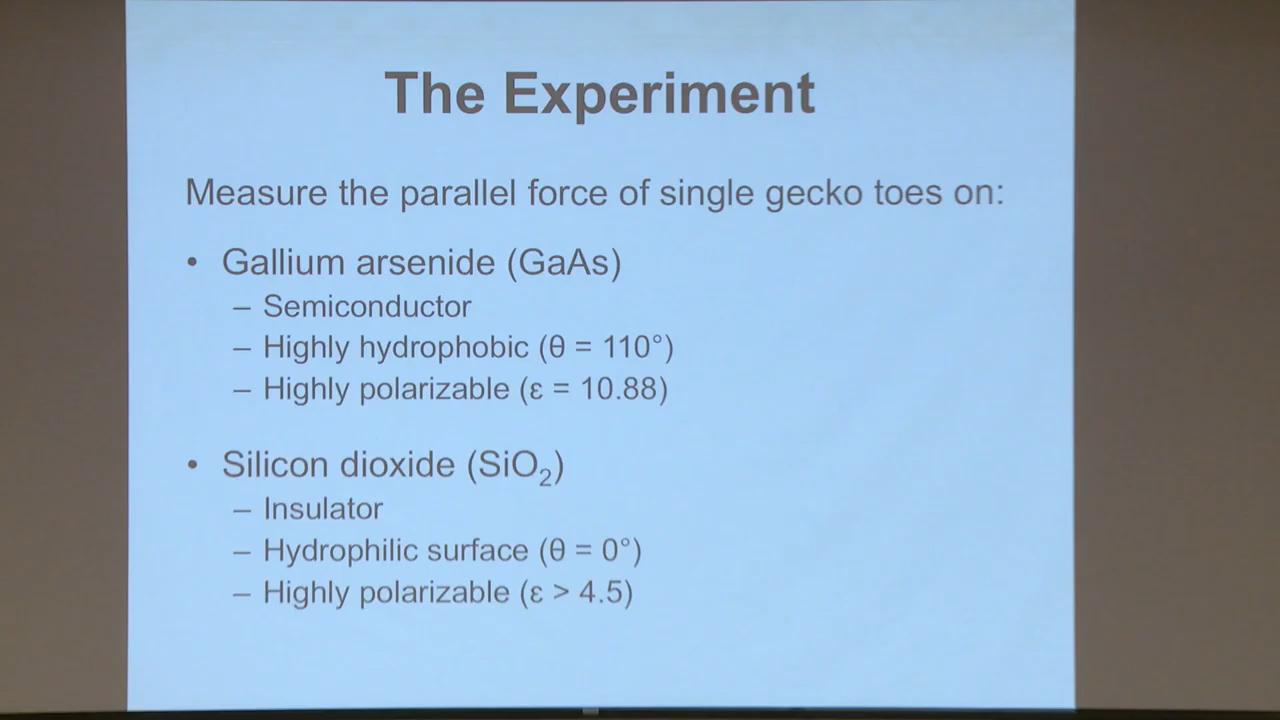 The Experiment
Measure the parallel force of single gecko toes on:
• Gallium arsenide (GaAs)
– Semiconductor
– Highly hydrophobic (θ = 110°)
– Highly polarizable (ε = 10.88)
• Silicon dioxide (SiO₂)
– Insulator
– Hydrophilic surface (θ = 0°)
– Highly polarizable (ε > 4.5)